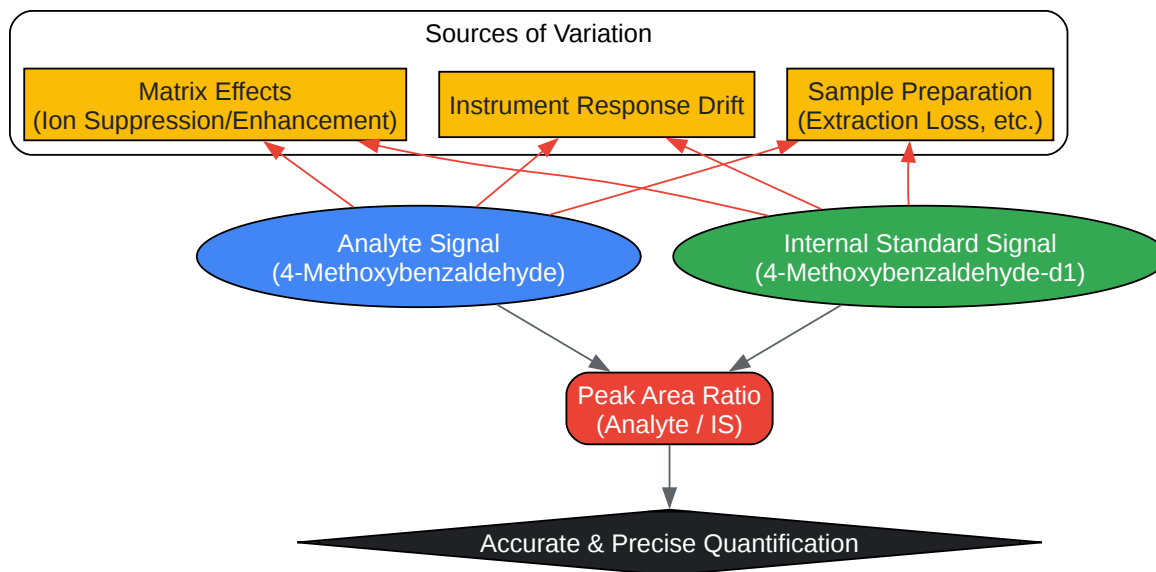 Sources of Variation
Matrix Effects
(Ion Suppression/Enhancement)
Instrument Response Drift
Sample Preparation
(Extraction Loss, etc.)
Analyte Signal
(4-Methoxybenzaldehyde)
Internal Standard Signal
(4-Methoxybenzaldehyde-d1)
Peak Area Ratio
(Analyte / IS)
Accurate & Precise Quantification